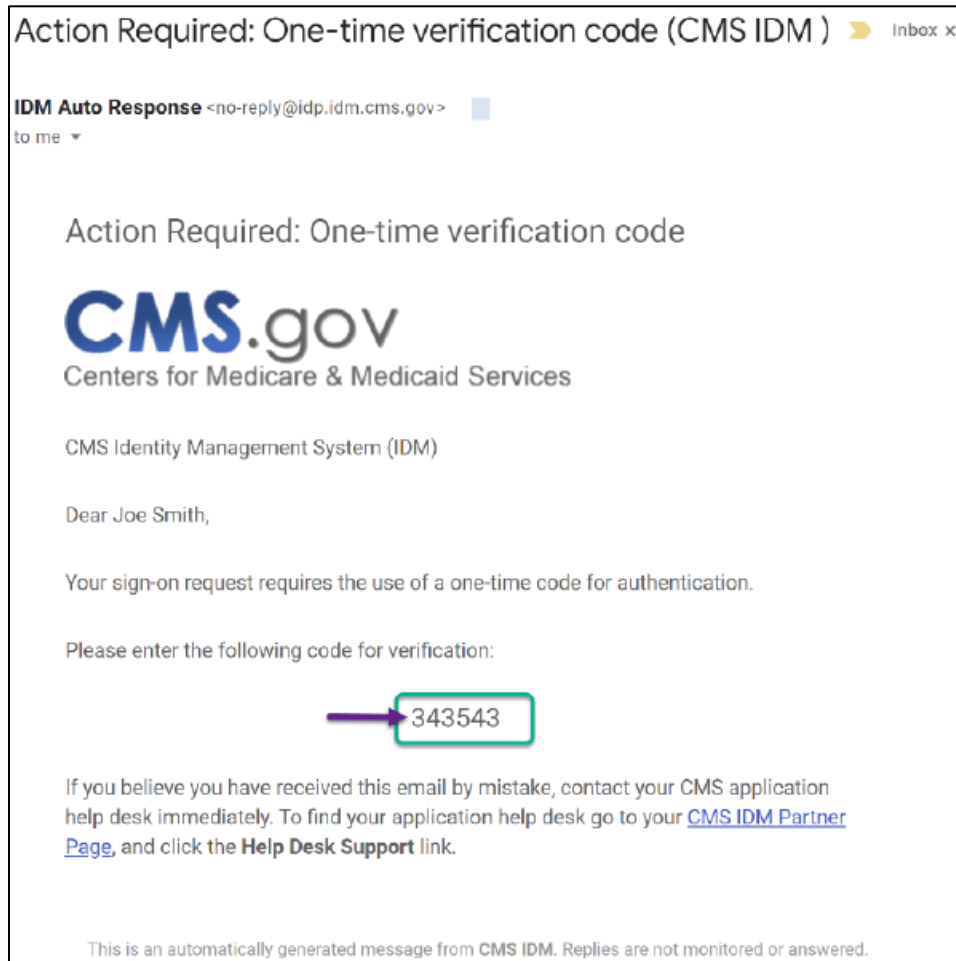 Action Required: One-time verification code (CMS IDM ) Inbox x
IDM Auto Response <no-reply@idp.idm.cms.gov>
to me
Action Required: One-time verification code
CMS.gov
Centers for Medicare & Medicaid Services
CMS Identity Management System (IDM)
Dear Joe Smith,
Your sign-on request requires the use of a one-time code for authentication.
Please enter the following code for verification:
343543
If you believe you have received this email by mistake, contact your CMS application
help desk immediately. To find your application help desk go to your CMS IDM Partner
Page, and click the Help Desk Support link.
This is an automatically generated message from CMS IDM. Replies are not monitored or answered.